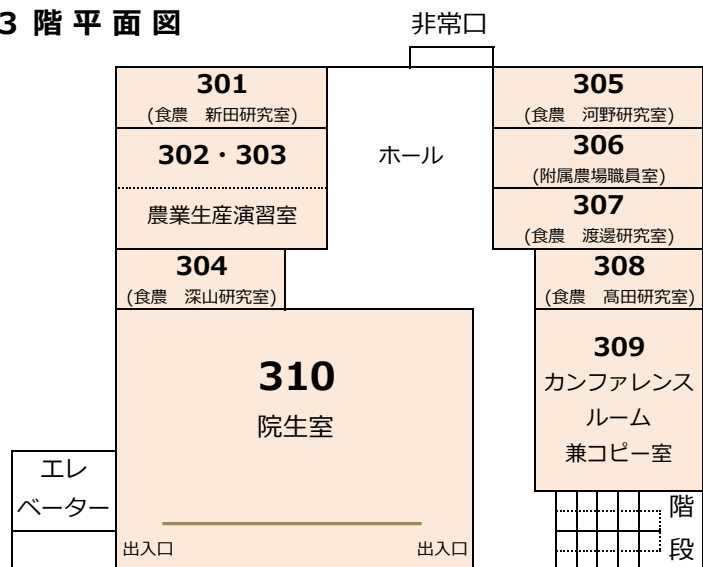 3 階 平 面 図
非常口
301
(食農　新田研究室)
302・303
農業生産演習室
304
(食農　深山研究室)
ホール
305
(食農　河野研究室)
306
(附属農場職員室)
307
(食農　渡邊研究室)
308
(食農　髙田研究室)
309
カンファレンス
ルーム
兼コピー室
310
院生室
エレ
ベーター
出入口
出入口
階
段